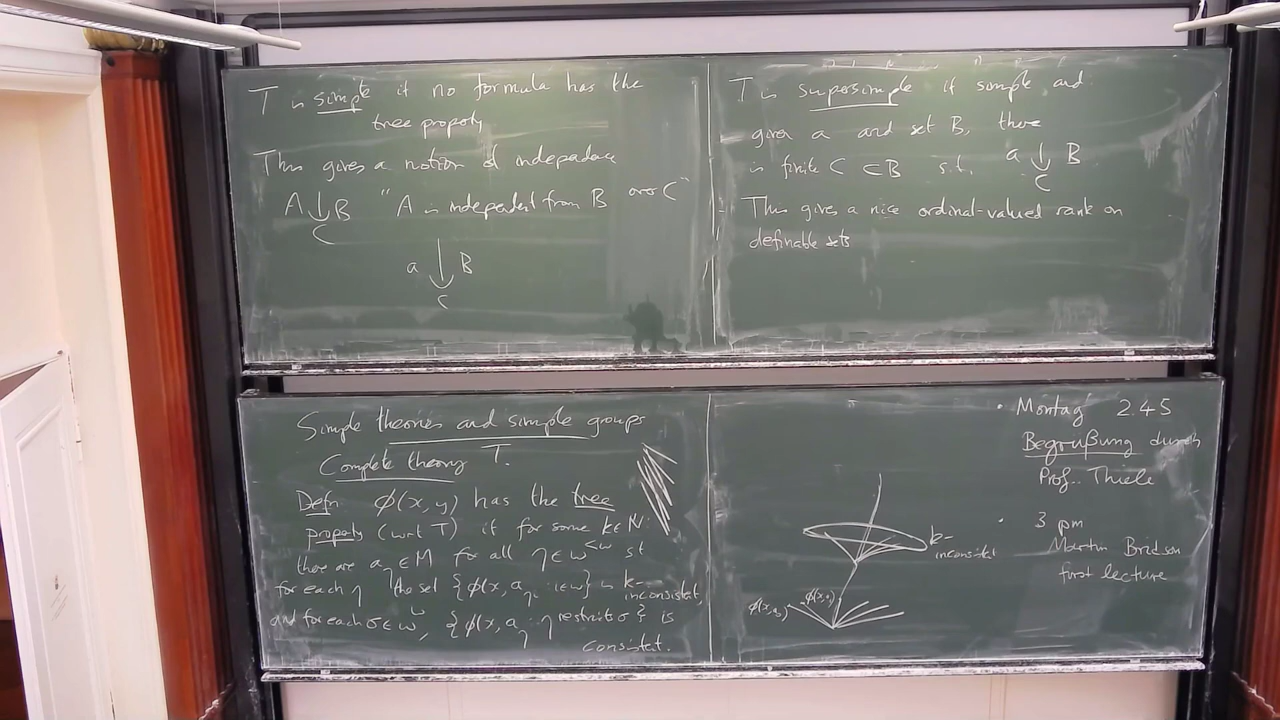 T is simple if no formula has the
tree property
This gives a notion of independence
A ⫝ B "A is independent from B over C"
C
a ⫝ B
C
T is supersimple if simple and
given a and set B, there
is finite C ⊂ B s.t. a ⫝ B
C
This gives a nice ordinal-valued rank on
definable sets
Simple theories and simple groups
Complete theory T.
Defn φ(x,y) has the tree
property (wrt T) if for some k∈N:
there are a_η ∈ M for all η∈ω^<ω st
for each η the set {φ(x, a_ηi : i∈ω} is k-
inconsistent,
and for each σ∈ω^ω, {φ(x, a_η : η restricts σ} is
consistent.
k-
inconsistent
φ(x,a_0) φ(x,a_1)
• Montag 2.45
Begrüßung durch
Prof. Thiele
• 3 pm
Martin Bridson
first lecture